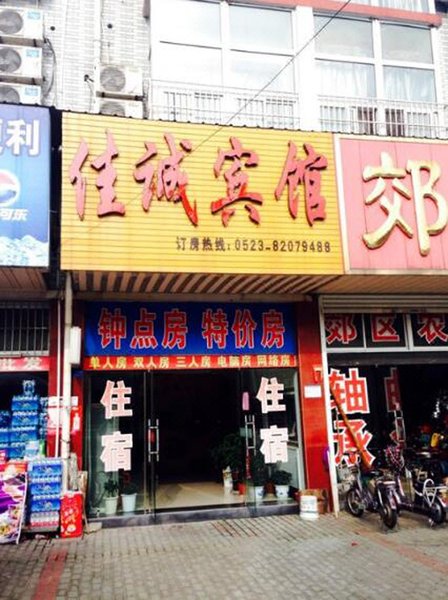 佳诚宾馆
订房热线:0523-82079488
钟点房 特价房
单人房 双人房 三人房 电脑房 网络房
住宿
住宿
利
可乐
郊
郊区农
轴承